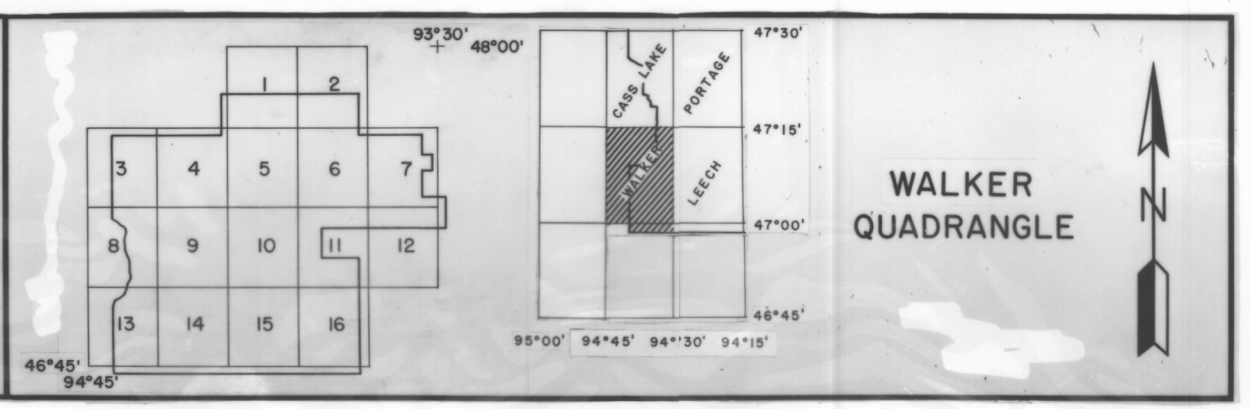 93°30'
48°00'
1 2
3 4 5 6 7
8 9 10 11 12
13 14 15 16
46°45'
94°45'
47°30'
CASS LAKE
PORTAGE
47°15'
WALKER
LEECH
47°00'
46°45'
95°00' 94°45' 94°'30' 94°15'
WALKER
QUADRANGLE
N